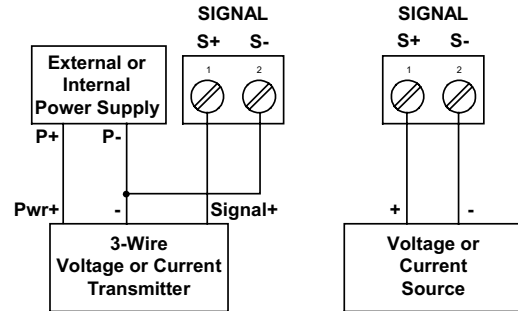 SIGNAL
S+ S-
1 2
External or
Internal
Power Supply
P+ P-
Pwr+ - Signal+
3-Wire
Voltage or Current
Transmitter
SIGNAL
S+ S-
1 2
+ -
Voltage or
Current
Source